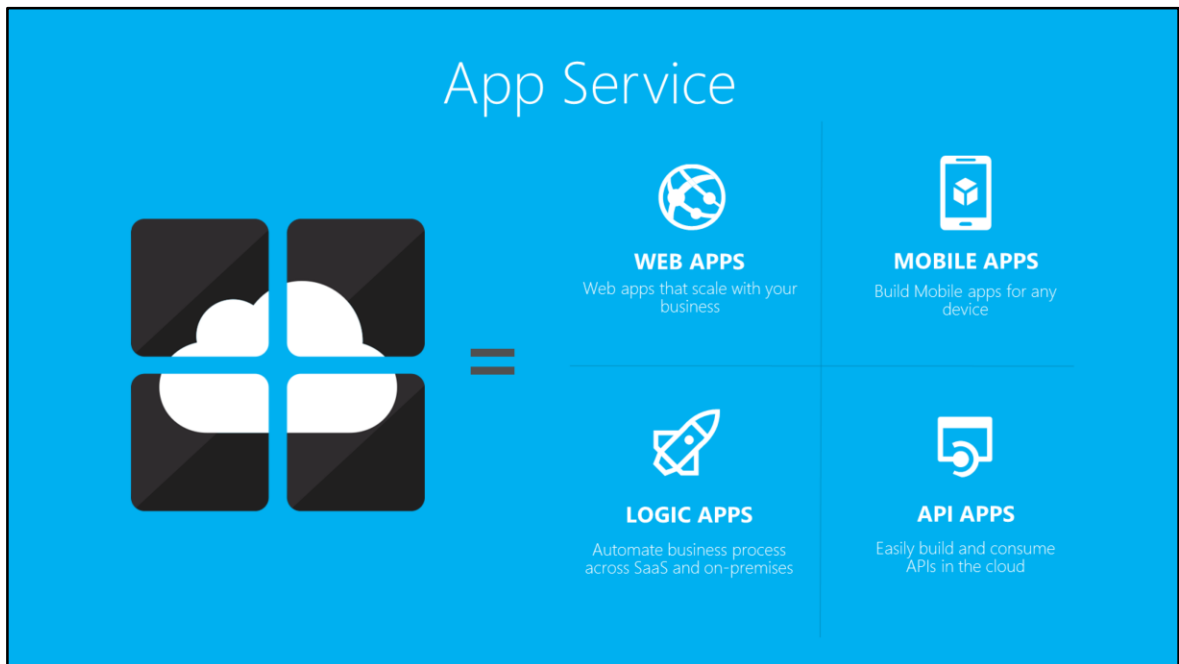 App Service
WEB APPS
Web apps that scale with your
business
MOBILE APPS
Build Mobile apps for any
device
=
LOGIC APPS
Automate business process
across SaaS and on-premises
API APPS
Easily build and consume
APIs in the cloud